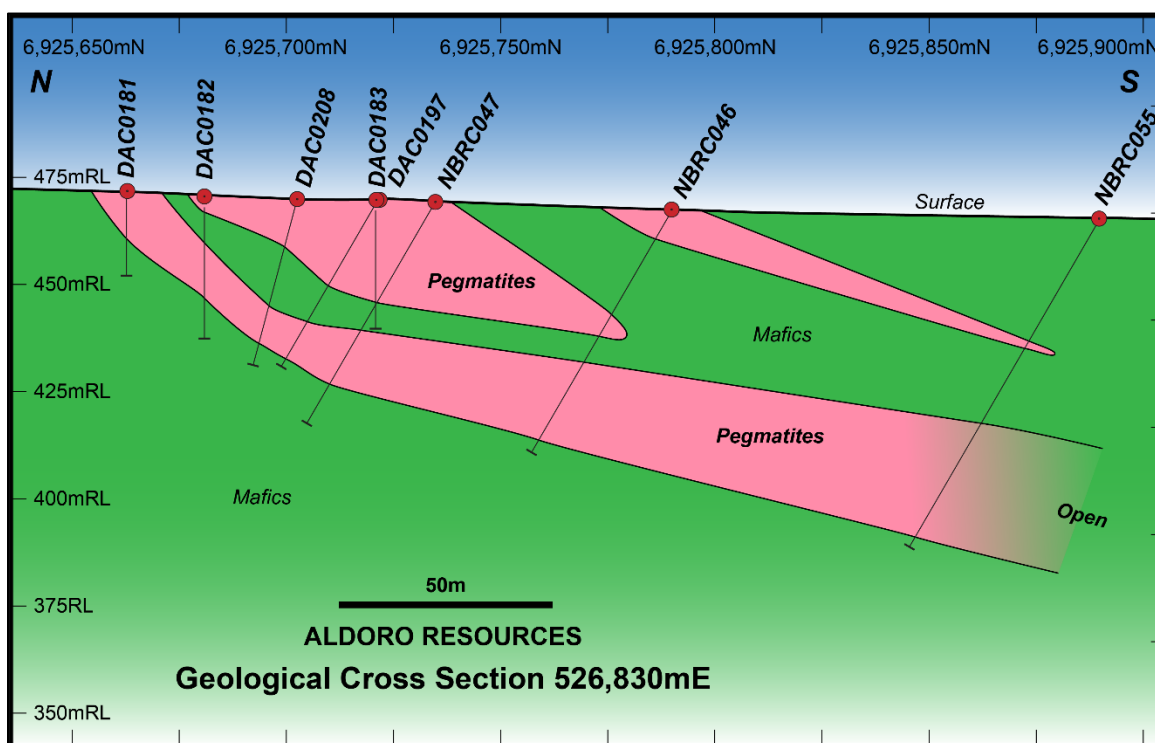 6,925,650mN 6,925,700mN 6,925,750mN 6,925,800mN 6,925,850mN 6,925,900mN
N S
DAC0181
DAC0182
DAC0208
DAC0183
DAC0197
NBRC047
NBRC046
NBRC055
475mRL
Surface
450mRL
Pegmatites
Mafics
425mRL
Pegmatites
400mRL
Mafics
Open
50m
375RL
ALDORO RESOURCES
Geological Cross Section 526,830mE
350mRL